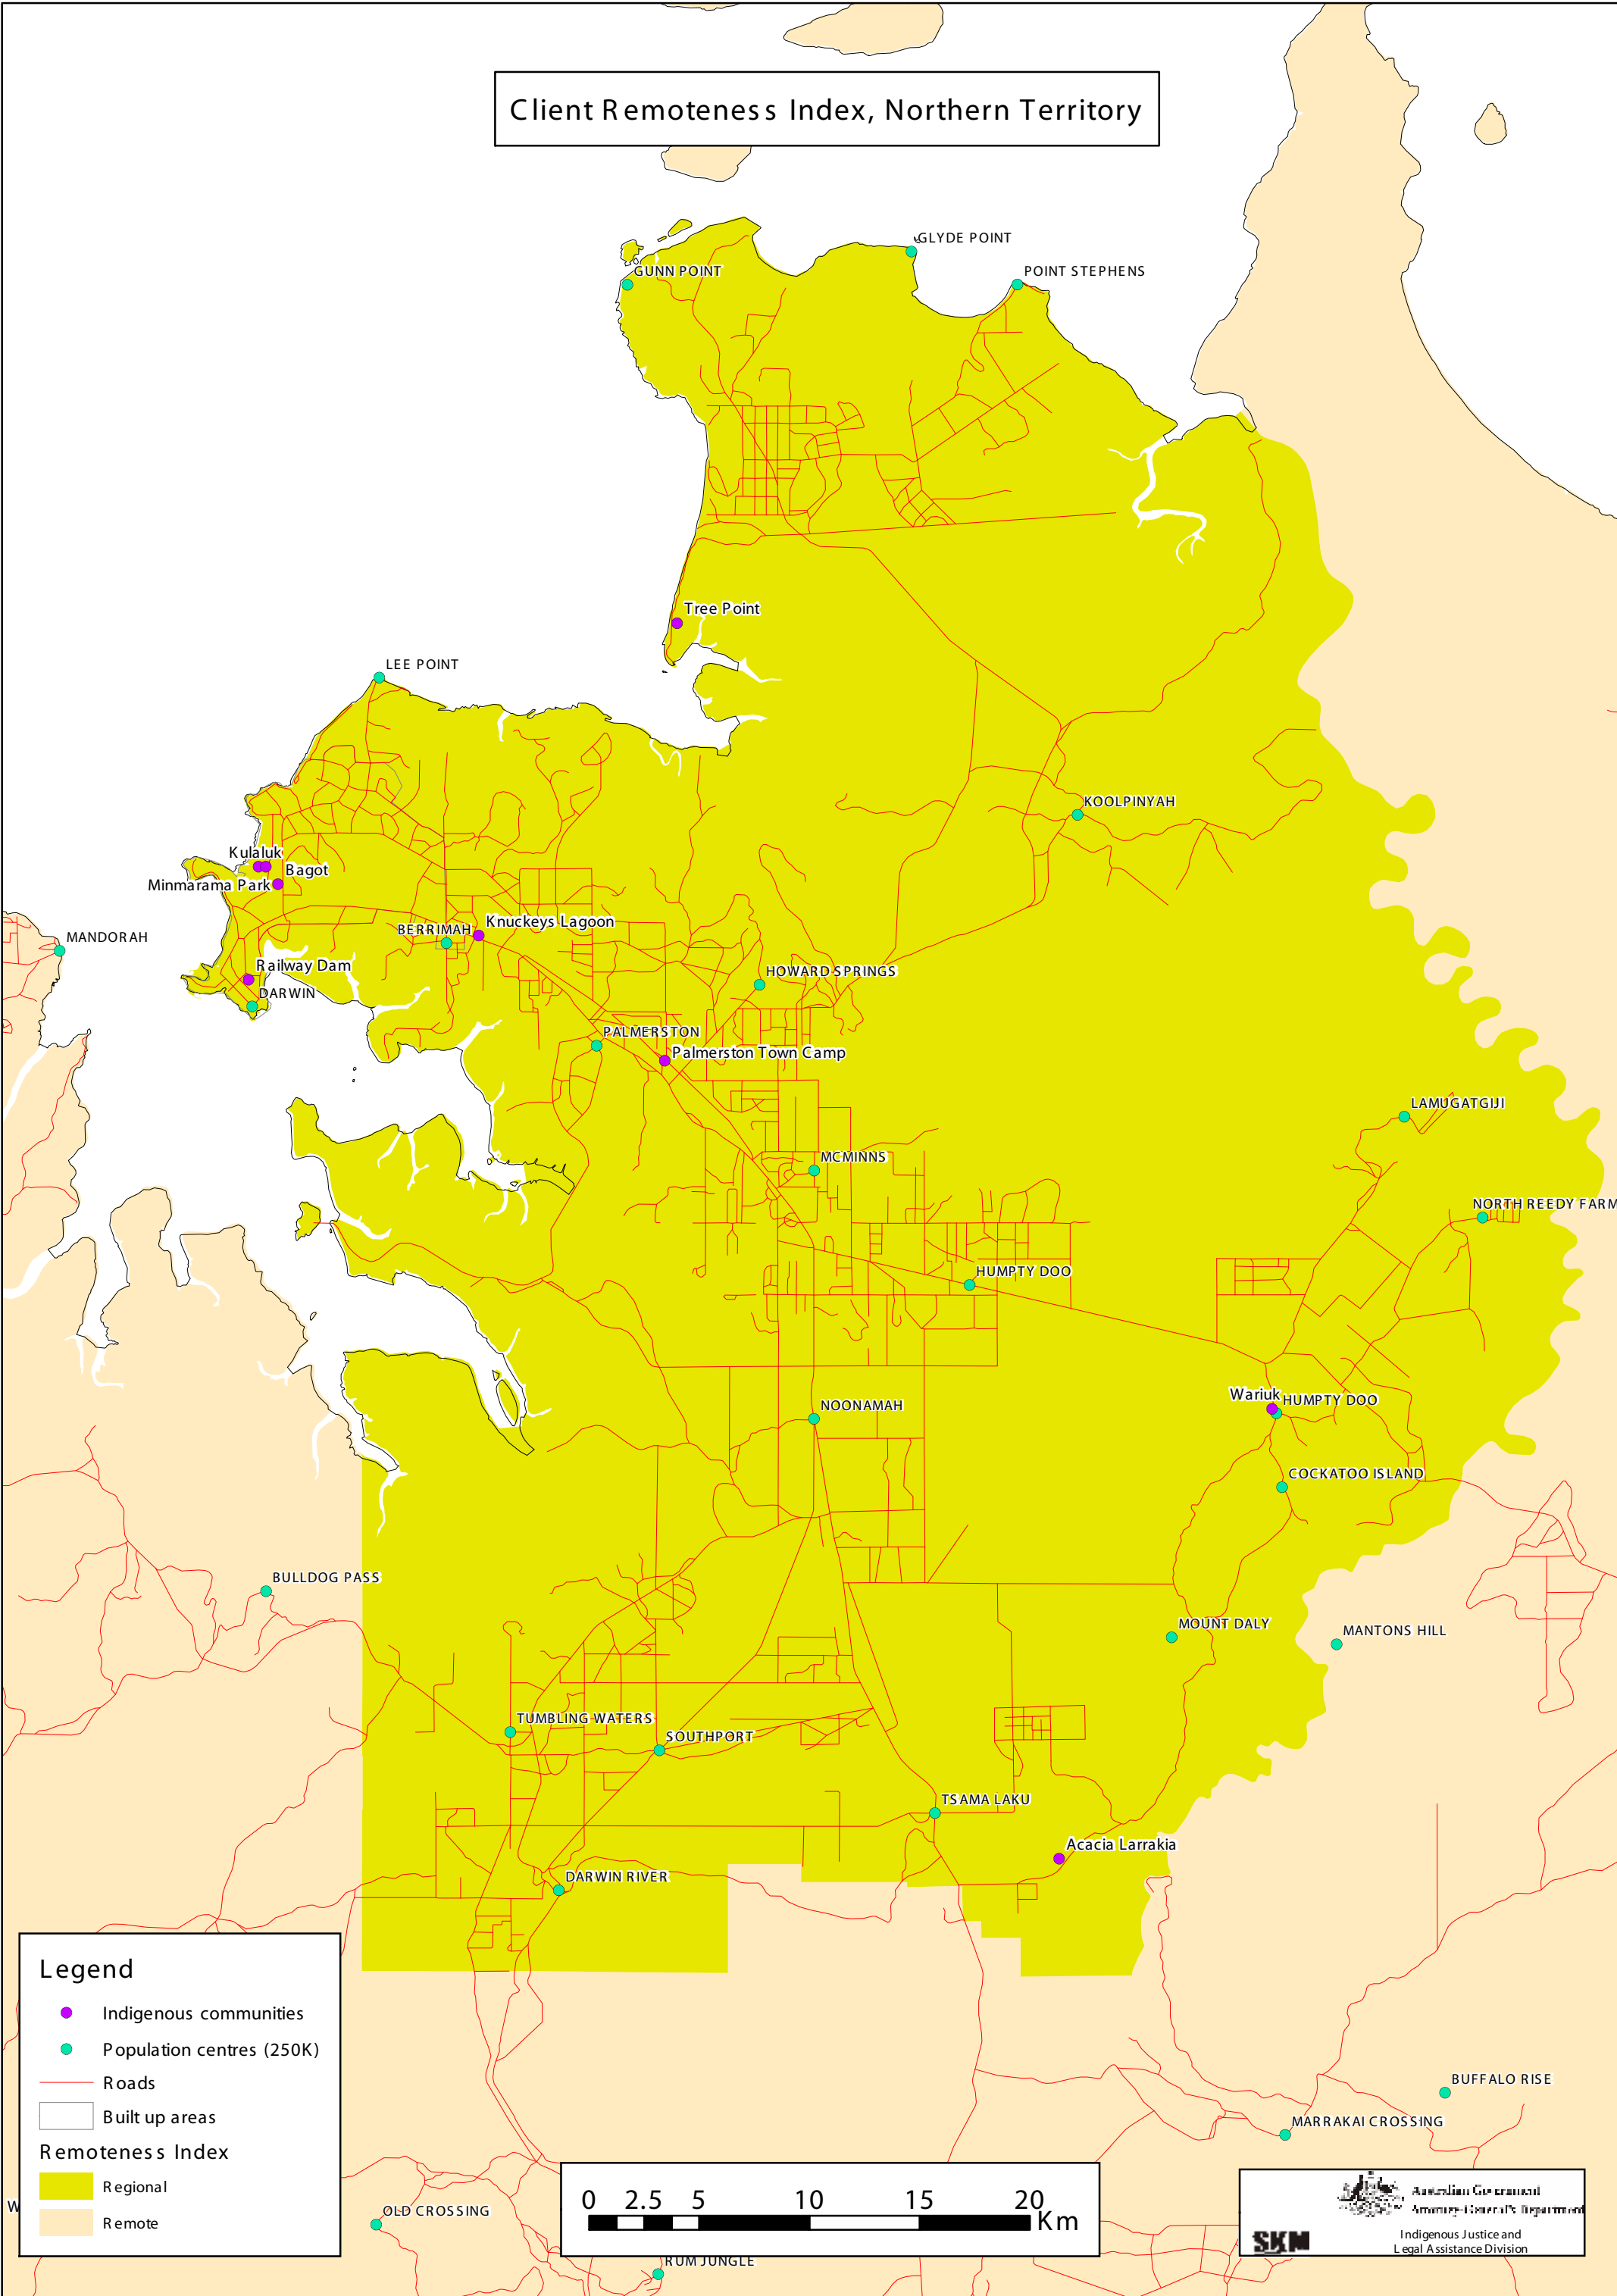 Client Remoteness Index, Northern Territory
GLYDE POINT
GUNN POINT
POINT STEPHENS
Tree Point
LEE POINT
KOOLPINYAH
Kulaluk
Bagot
Minmarama Park
Knuckeys Lagoon
BERRIMAH
MANDORAH
Railway Dam
HOWARD SPRINGS
DARWIN
PALMERSTON
Palmerston Town Camp
LAMUGATGIJI
MCMINNS
NORTH REEDY FARM
HUMPTY DOO
Wariuk
HUMPTY DOO
NOONAMAH
COCKATOO ISLAND
BULLDOG PASS
MOUNT DALY
MANTONS HILL
TUMBLING WATERS
SOUTHPORT
TSAMA LAKU
Acacia Larrakia
DARWIN RIVER
Legend
Indigenous communities
Population centres (250K)
Roads
Built up areas
Remoteness Index
Regional
Remote
W
BUFFALO RISE
MARRAKAI CROSSING
OLD CROSSING
0 2.5 5 10 15 20
Km
RUM JUNGLE
Australian Government
Attorney-General's Department
SKM
Indigenous Justice and
Legal Assistance Division